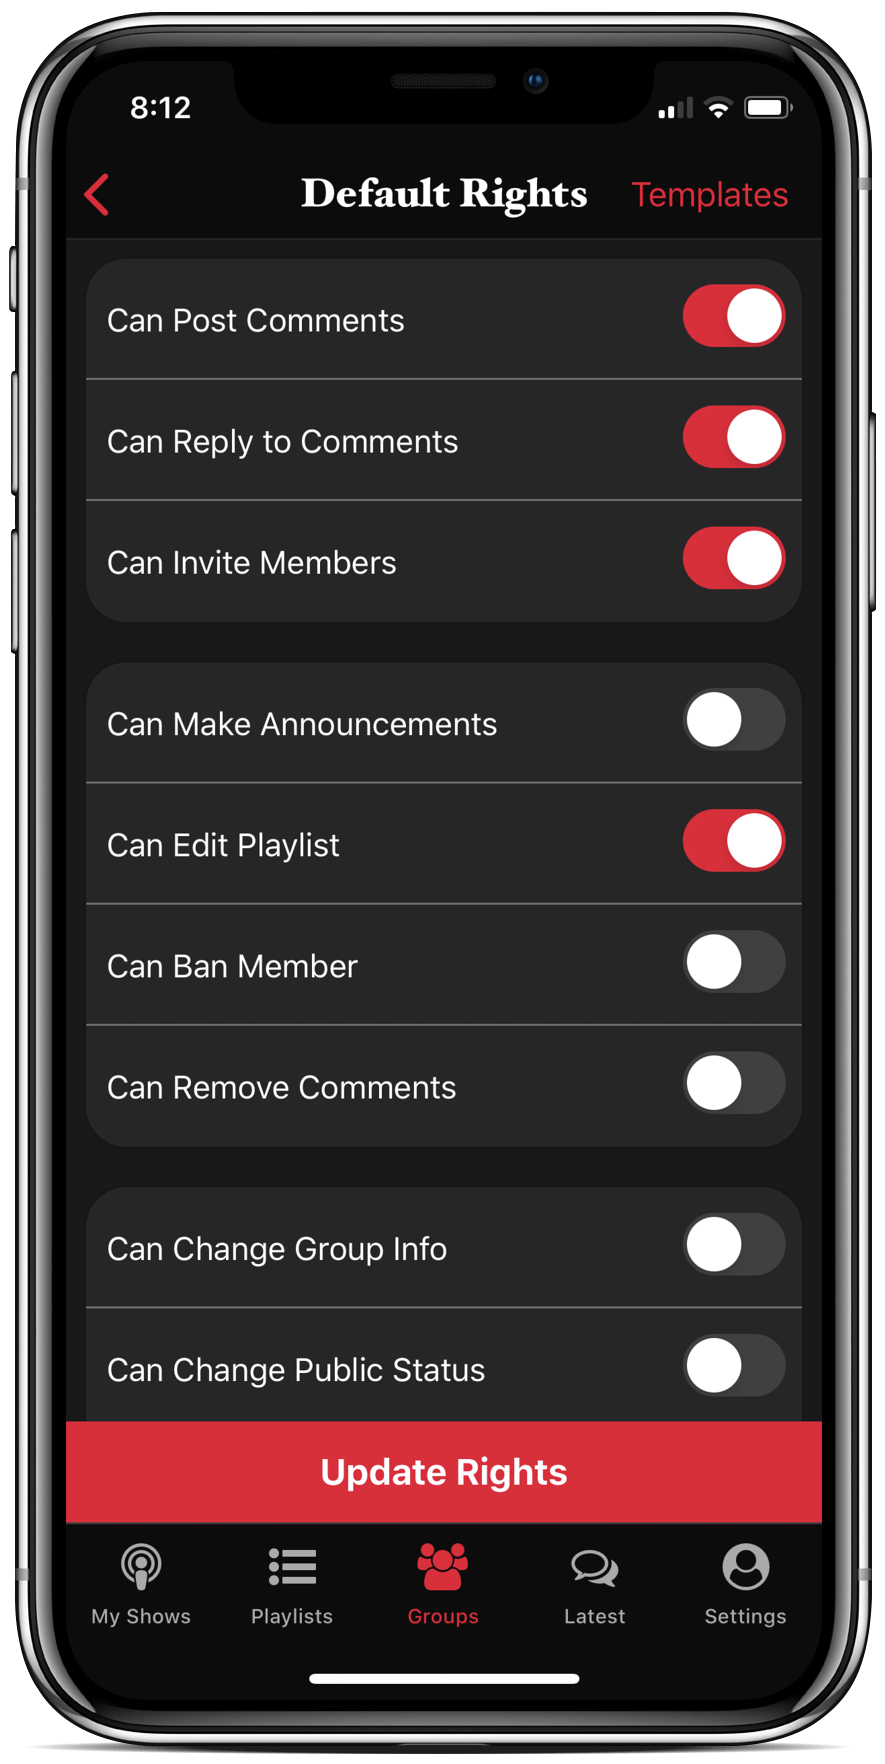 8:12
Default Rights
Templates
Can Post Comments
Can Reply to Comments
Can Invite Members
Can Make Announcements
Can Edit Playlist
Can Ban Member
Can Remove Comments
Can Change Group Info
Can Change Public Status
Update Rights
My Shows
Playlists
Groups
Latest
Settings